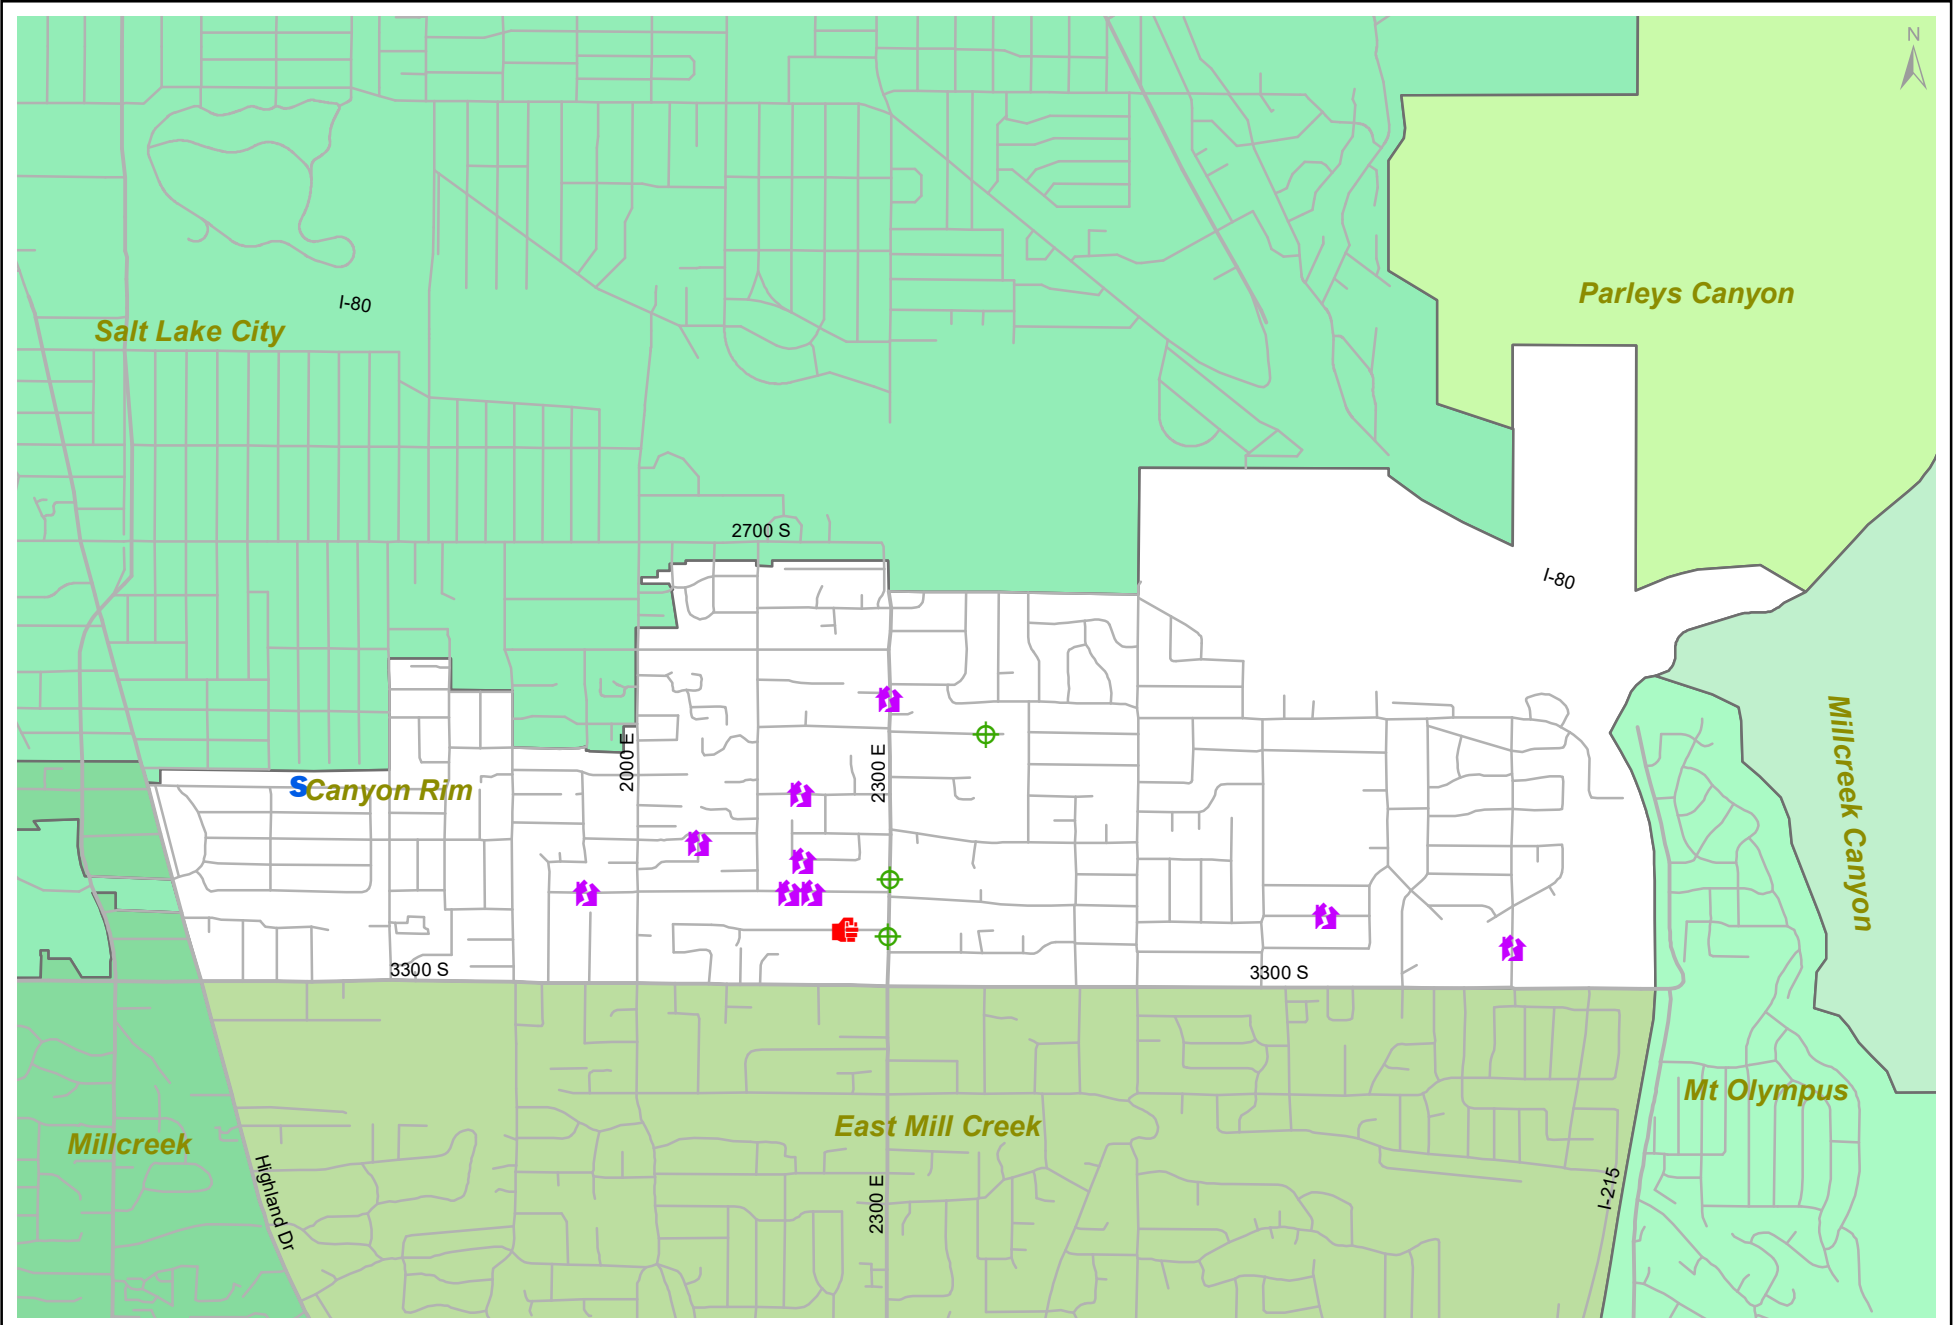 N
Parleys Canyon
I-80
Salt Lake City
2700 S
I-80
Millcreek Canyon
2000 E
2300 E
S
Canyon Rim
3300 S
3300 S
Mt Olympus
East Mill Creek
Millcreek
Highland Dr
2300 E
I-215